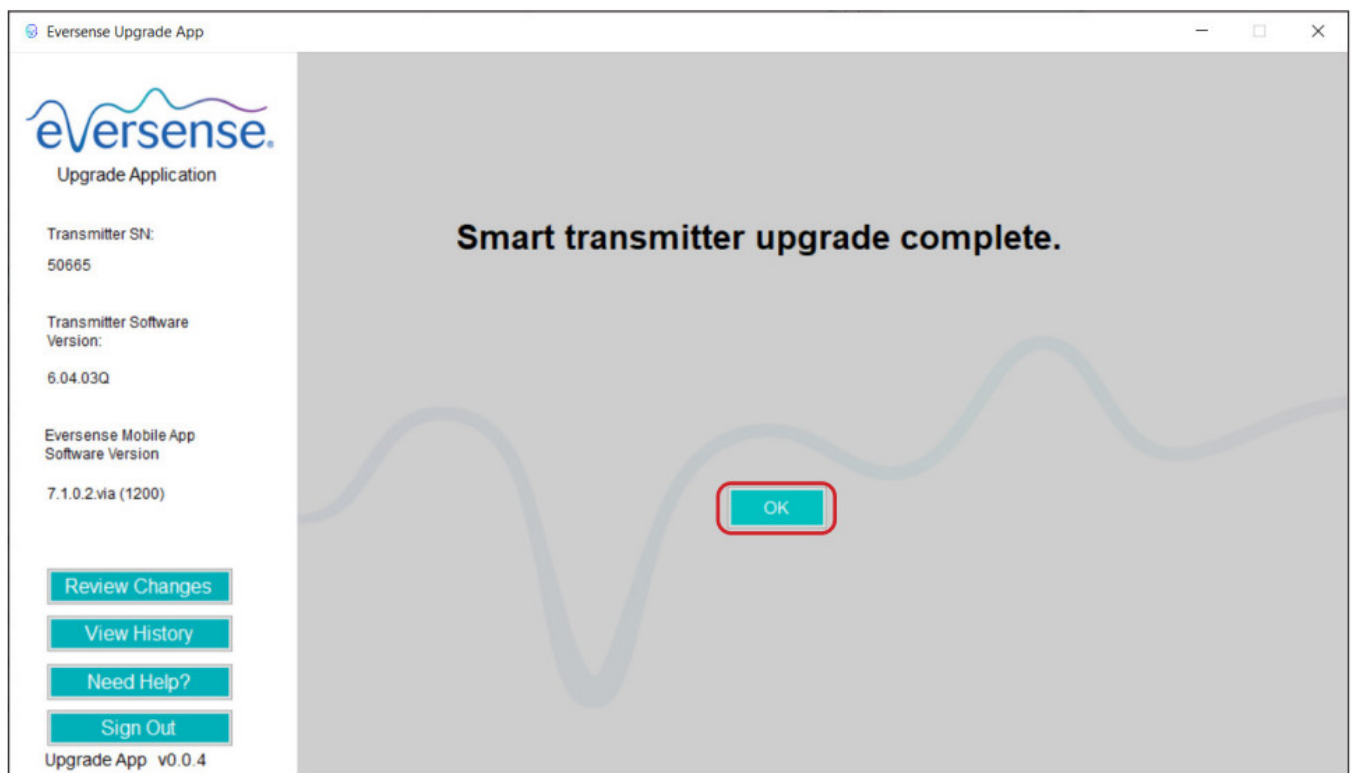 Eversense Upgrade App
eversense.
Upgrade Application
Transmitter SN:
50665
Transmitter Software
Version:
6.04.03Q
Eversense Mobile App
Software Version
7.1.0.2.via (1200)
Review Changes
View History
Need Help?
Sign Out
Upgrade App v0.0.4
Smart transmitter upgrade complete.
OK